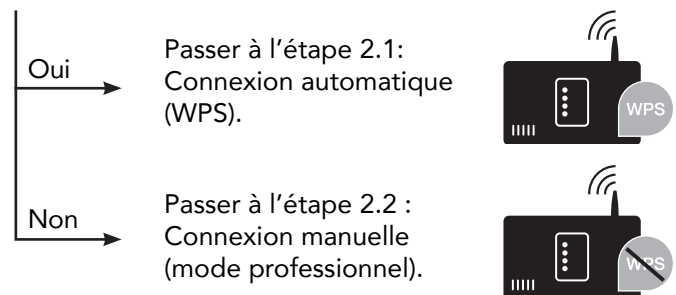 Oui
Passer à l'étape 2.1:
Connexion automatique
(WPS).
WPS
Non
Passer à l'étape 2.2 :
Connexion manuelle
(mode professionnel).
WPS